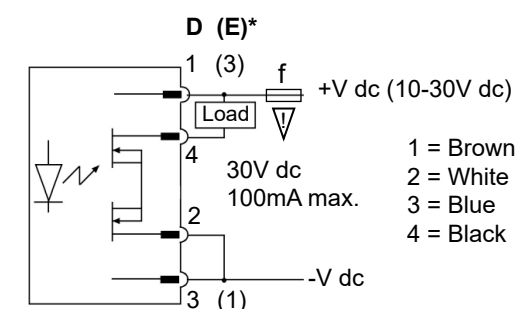 D (E)*
1 (3)
f
+V dc (10-30V dc)
Load
!
4
30V dc
100mA max.
1 = Brown
2 = White
3 = Blue
4 = Black
2
-V dc
3 (1)